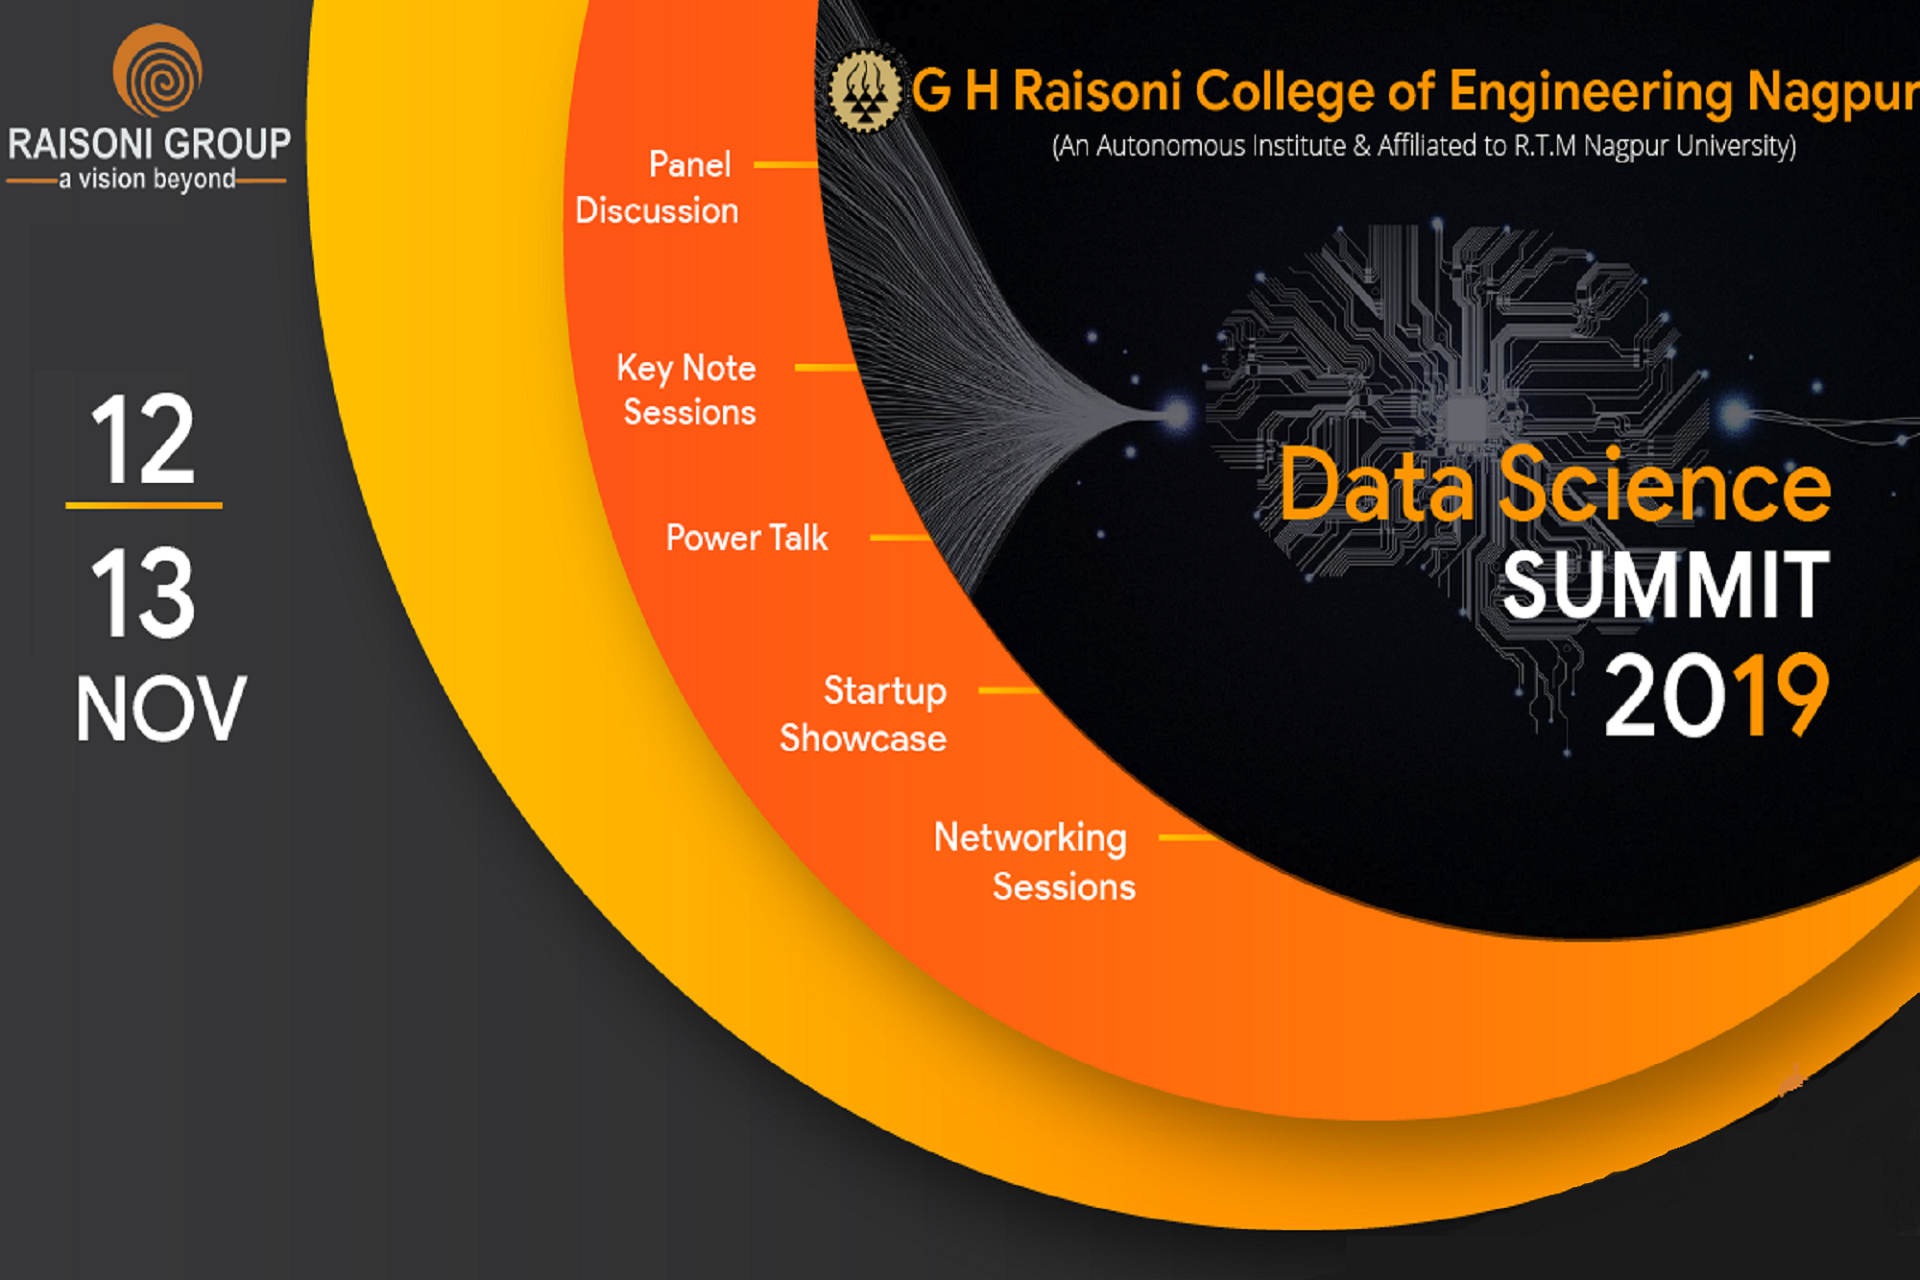 RAISONI GROUP
a vision beyond
12
13
NOV
Panel
Discussion
Key Note
Sessions
Power Talk
Startup
Showcase
Networking
Sessions
G H Raisoni College of Engineering Nagpur
(An Autonomous Institute & Affiliated to R.T.M Nagpur University)
Data Science
SUMMIT
2019